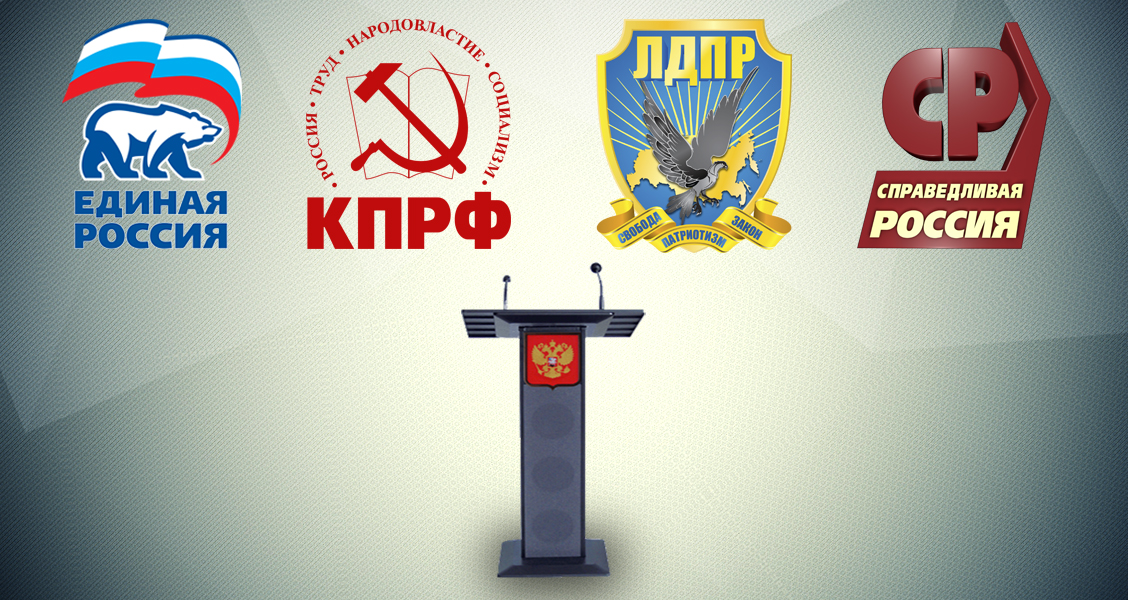 ЕДИНАЯ
РОССИЯ
• РОССИЯ • ТРУД • НАРОДОВЛАСТИЕ • СОЦИАЛИЗМ •
КПРФ
ЛДПР
СВОБОДА
ПАТРИОТИЗМ
ЗАКОН
СР
СПРАВЕДЛИВАЯ
РОССИЯ